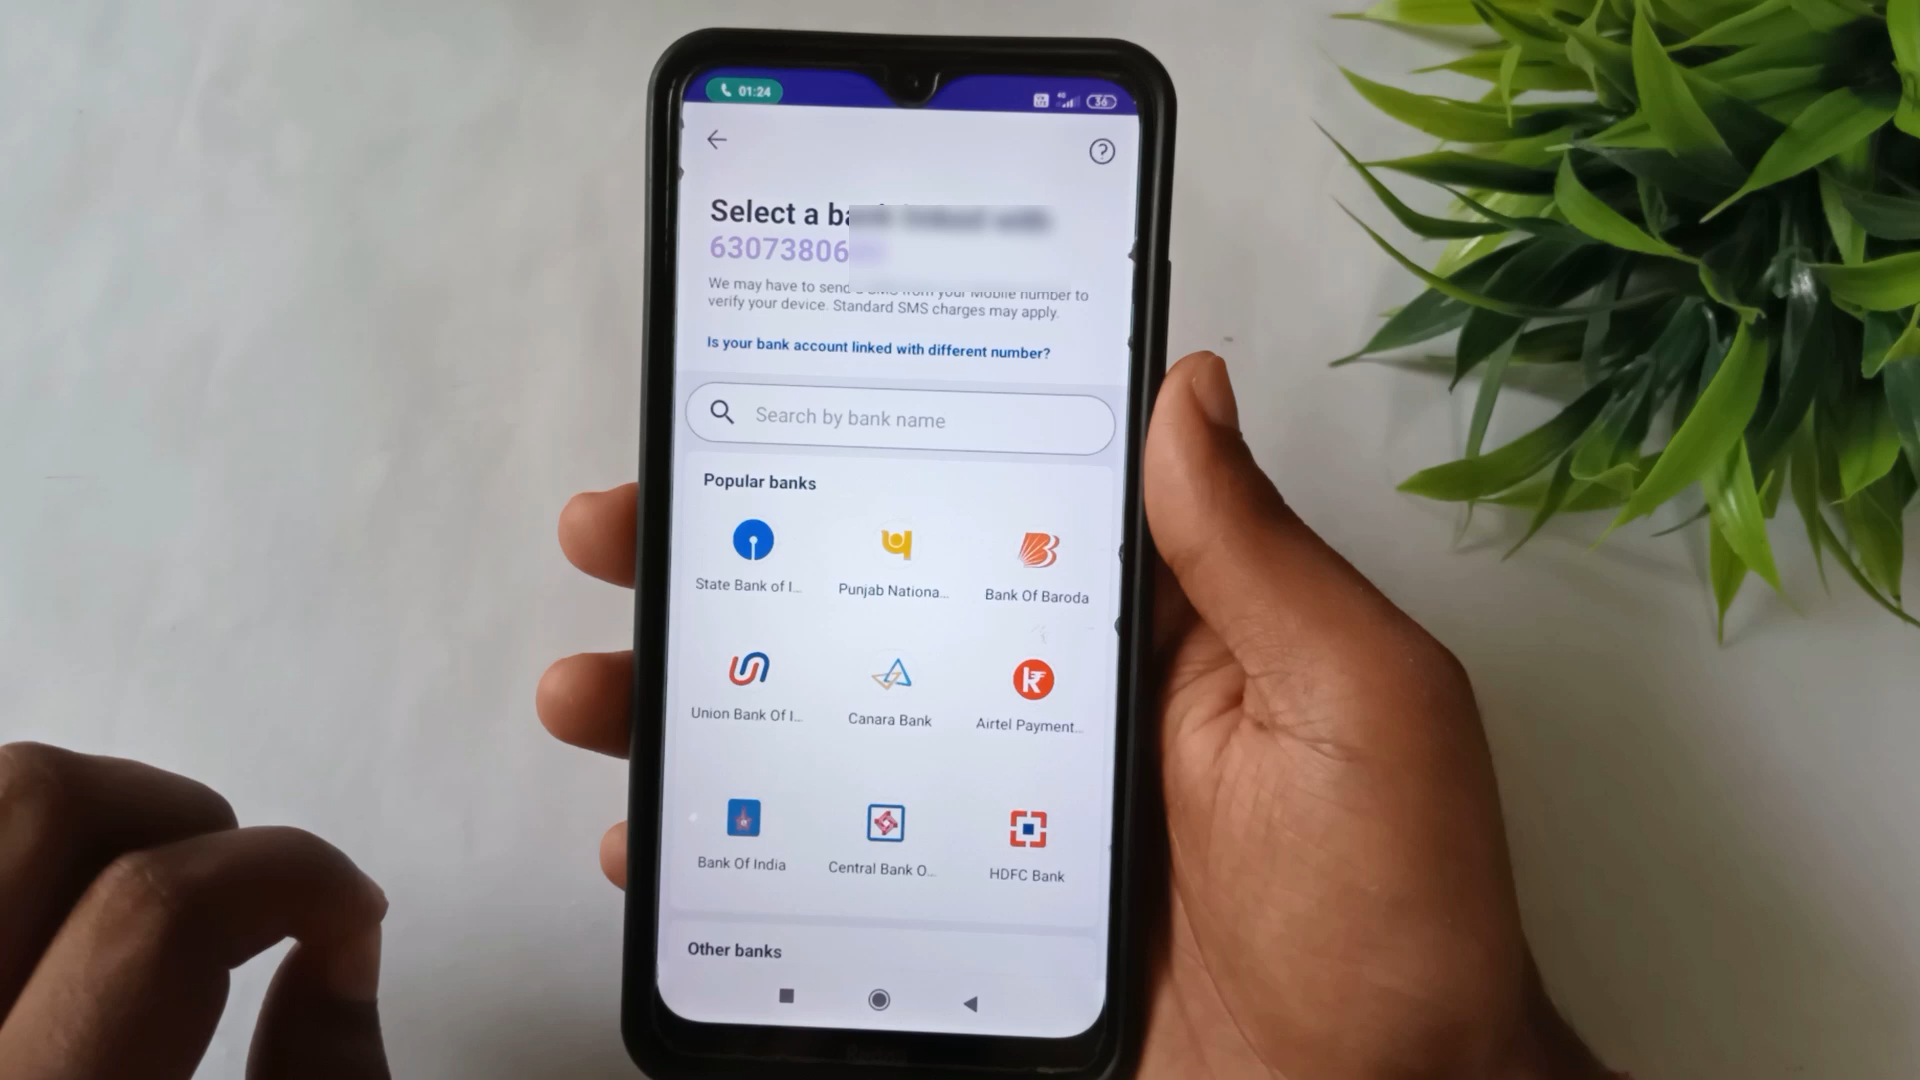 01:24
36
Select a ba
63073806
We may have to send
verify your device. Standard SMS charges may apply.
Is your bank account linked with different number?
Search by bank name
Popular banks
State Bank of I...
Punjab Nationa...
Bank Of Baroda
Union Bank Of I...
Canara Bank
Airtel Payment...
Bank Of India
Central Bank O...
HDFC Bank
Other banks